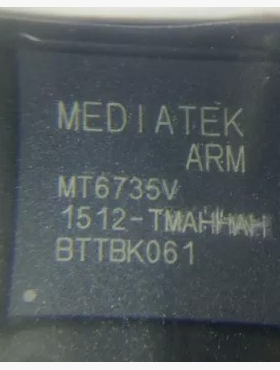 MEDIATEK
ARM
MT6735V
1512-TMAHHAH
BTTBK061